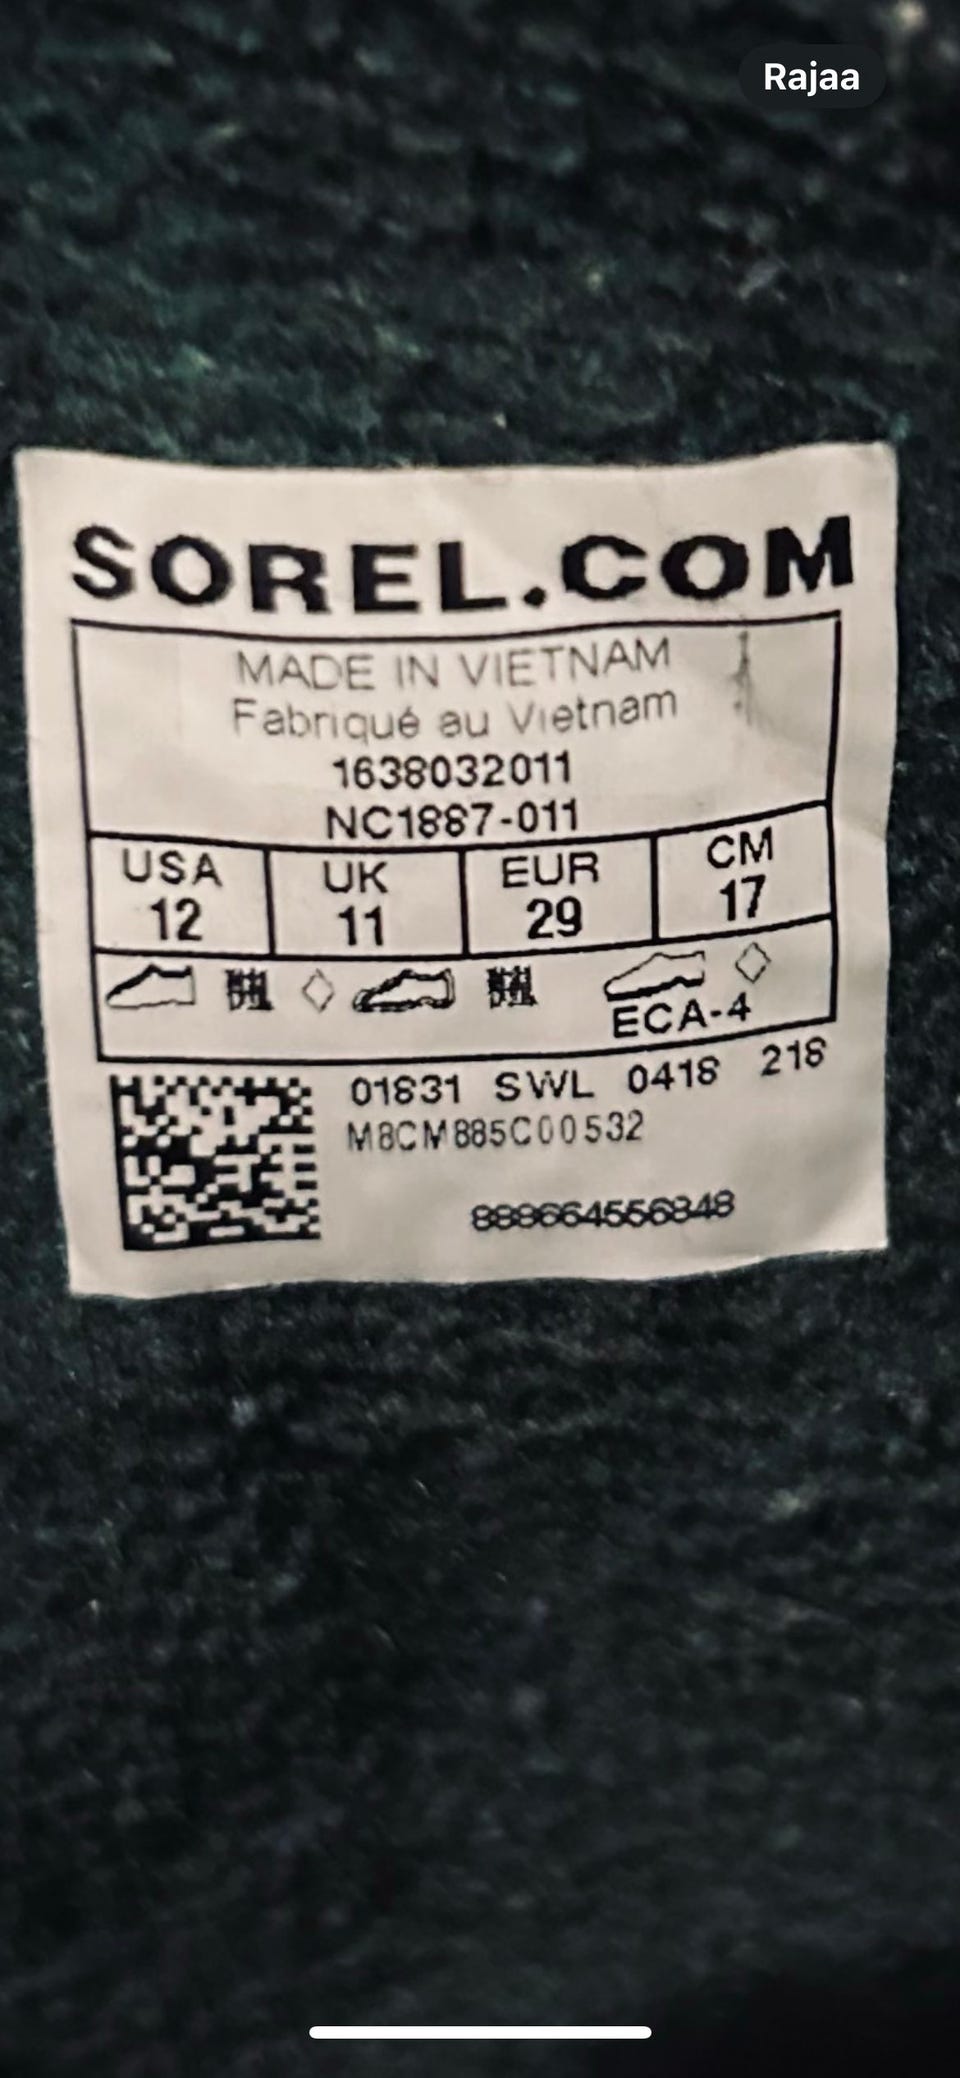 Rajaa
SOREL.COM
MADE IN VIETNAM
Fabriqué au Vietnam
1638032011
NC1887-011
USA UK EUR CM
12 11 29 17
ECA-4
01831 SWL 0418 218
M8CM885C00532
888664556848